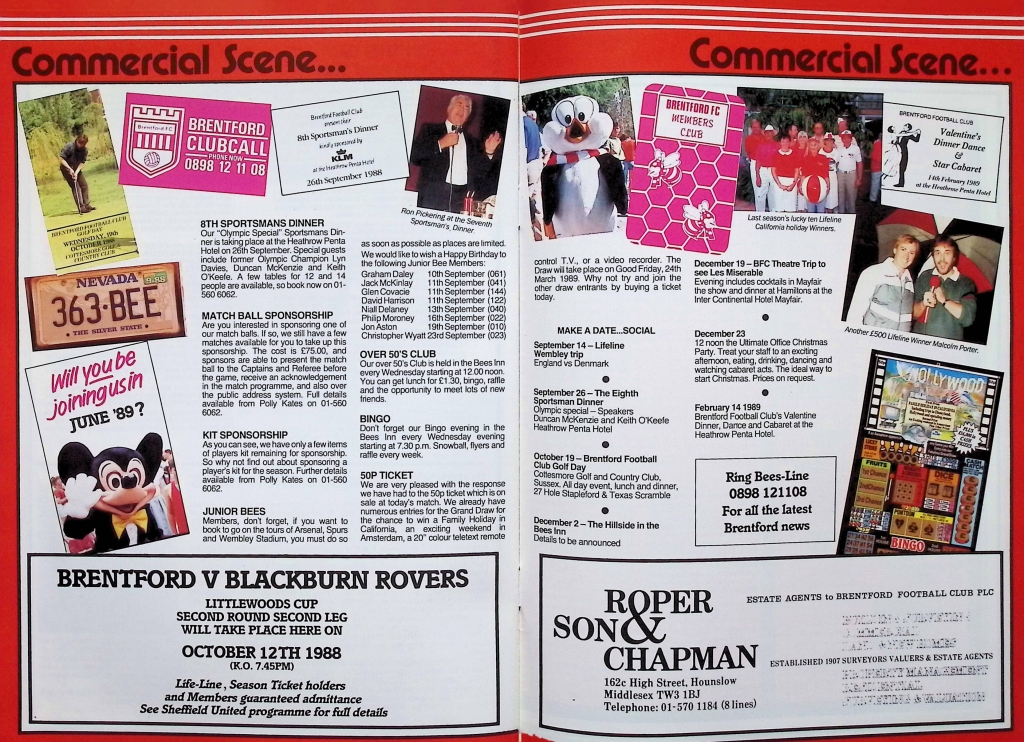 Commercial Scene...
BRENTFORD FOOTBALL CLUB
GOLF DAY
WEDNESDAY, 19th
OCTOBER 1988
COTTESMORE GOLF
COUNTRY CLUB
Brentford FC
BRENTFORD
CLUBCALL
PHONE NOW
0898 12 11 08
Brentford Football Club
present their
8th Sportsman's Dinner
kindly sponsored by
KLM
at the Heathrow Penta Hotel
26th September 1988
Ron Pickering at the Seventh
Sportsman's, Dinner
NEVADA
363·BEE
• THE SILVER STATE •
Will you be
joining us in
JUNE '89?
8TH SPORTSMANS DINNER
Our "Olympic Special" Sportsmans Din-
ner is taking place at the Heathrow Penta
Hotel on 26th September. Special guests
include former Olympic Champion Lyn
Davies, Duncan McKenzie and Keith
O'Keefe. A few tables for 12 and 14
people are available, so book now on 01-
560 6062.
MATCH BALL SPONSORSHIP
Are you interested in sponsoring one of
our match balls. If so, we still have a few
matches available for you to take up this
sponsorship. The cost is £75.00, and
sponsors are able to present the match
ball to the Captains and Referee before
the game, receive an acknowledgement
in the match programme, and also over
the public address system. Full details
available from Polly Kates on 01-560
6062.
KIT SPONSORSHIP
As you can see, we have only a few items
of players kit remaining for sponsorship.
So why not find out about sponsoring a
player's kit for the season. Further details
available from Polly Kates on 01-560
6062.
JUNIOR BEES
Members, don't forget, if you want to
book to go on the tours of Arsenal, Spurs
and Wembley Stadium, you must do so
as soon as possible as places are limited.
We would like to wish a Happy Birthday to
the following Junior Bee Members:
Graham Daley 10th September (061)
Jack McKinlay 11th September (041)
Glen Covacie 11th September (144)
David Harrison 11th September (122)
Niall Delaney 13th September (040)
Philip Moroney 16th September (022)
Jon Aston 19th September (010)
Christopher Wyatt 23rd September (023)
OVER 50'S CLUB
Our over 50's Club is held in the Bees Inn
every Wednesday starting at 12.00 noon.
You can get lunch for £1.30, bingo, raffle
and the opportunity to meet lots of new
friends.
BINGO
Don't forget our Bingo evening in the
Bees Inn every Wednesday evening
starting at 7.30 p.m. Snowball, flyers and
raffle every week.
50P TICKET
We are very pleased with the response
we have had to the 50p ticket which is on
sale at today's match. We already have
numerous entries for the Grand Draw for
the chance to win a Family Holiday in
California, an exciting weekend in
Amsterdam, a 20" colour teletext remote
BRENTFORD V BLACKBURN ROVERS
LITTLEWOODS CUP
SECOND ROUND SECOND LEG
WILL TAKE PLACE HERE ON
OCTOBER 12TH 1988
(K.O. 7.45PM)
Life-Line, Season Ticket holders
and Members guaranteed admittance
See Sheffield United programme for full details
Commercial Scene...
BRENTFORD FC
MEMBERS
CLUB
Last season's lucky ten Lifeline
California holiday Winners.
BRENTFORD FOOTBALL CLUB
Valentine's
Dinner Dance
&
Star Cabaret
14th February 1989
at the Heathrow Penta Hotel
Another £500 Lifeline Winner Malcolm Porter.
control T.V., or a video recorder. The
Draw will take place on Good Friday, 24th
March 1989. Why not try and join the
other draw entrants by buying a ticket
today.
MAKE A DATE...SOCIAL
September 14 – Lifeline
Wembley trip
England vs Denmark
September 26 – The Eighth
Sportsman Dinner
Olympic special – Speakers
Duncan McKenzie and Keith O'Keefe
Heathrow Penta Hotel
October 19 – Brentford Football
Club Golf Day
Cottesmore Golf and Country Club,
Sussex. All day event, lunch and dinner,
27 Hole Stapleford & Texas Scramble
December 2 – The Hillside in the
Bees Inn
Details to be announced
December 19 – BFC Theatre Trip to
see Les Miserable
Evening includes cocktails in Mayfair
the show and dinner at Hamiltons at the
Inter Continental Hotel Mayfair.
December 23
12 noon the Ultimate Office Christmas
Party. Treat your staff to an exciting
afternoon, eating, drinking, dancing and
watching cabaret acts. The ideal way to
start Christmas. Prices on request.
February 14 1989
Brentford Football Club's Valentine
Dinner, Dance and Cabaret at the
Heathrow Penta Hotel.
Ring Bees-Line
0898 121108
For all the latest
Brentford news
HOLLYWOOD
FRUITS
DICE
BINGO
ROPER
SON &
CHAPMAN
162c High Street, Hounslow
Middlesex TW3 1BJ
Telephone: 01-570 1184 (8 lines)
ESTATE AGENTS to BRENTFORD FOOTBALL CLUB PLC
ESTABLISHED 1907 SURVEYORS VALUERS & ESTATE AGENTS